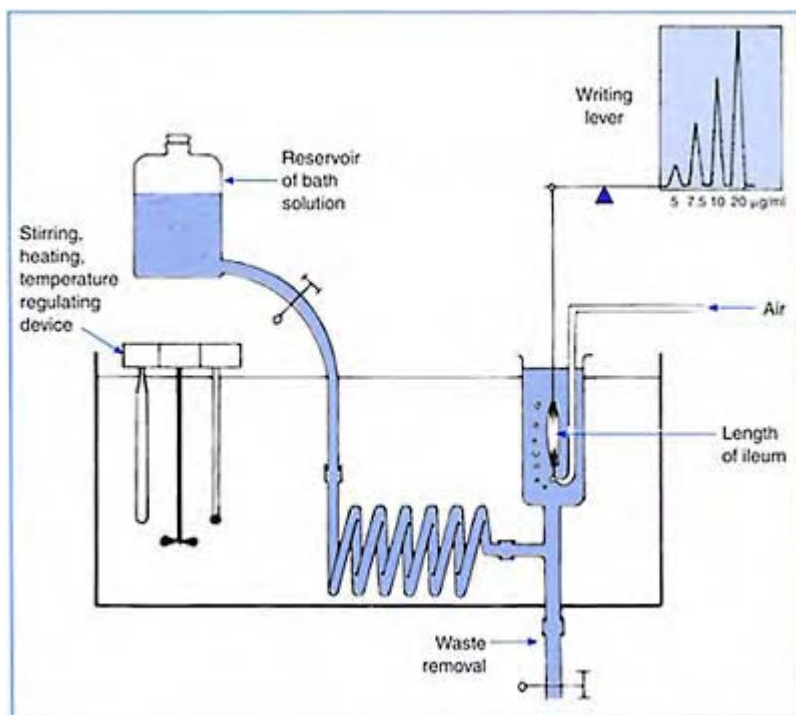 Writing
lever
5 7.5 10 20 µg/ml
Reservoir
of bath
solution
Stirring,
heating,
temperature
regulating
device
Air
Length
of ileum
Waste
removal